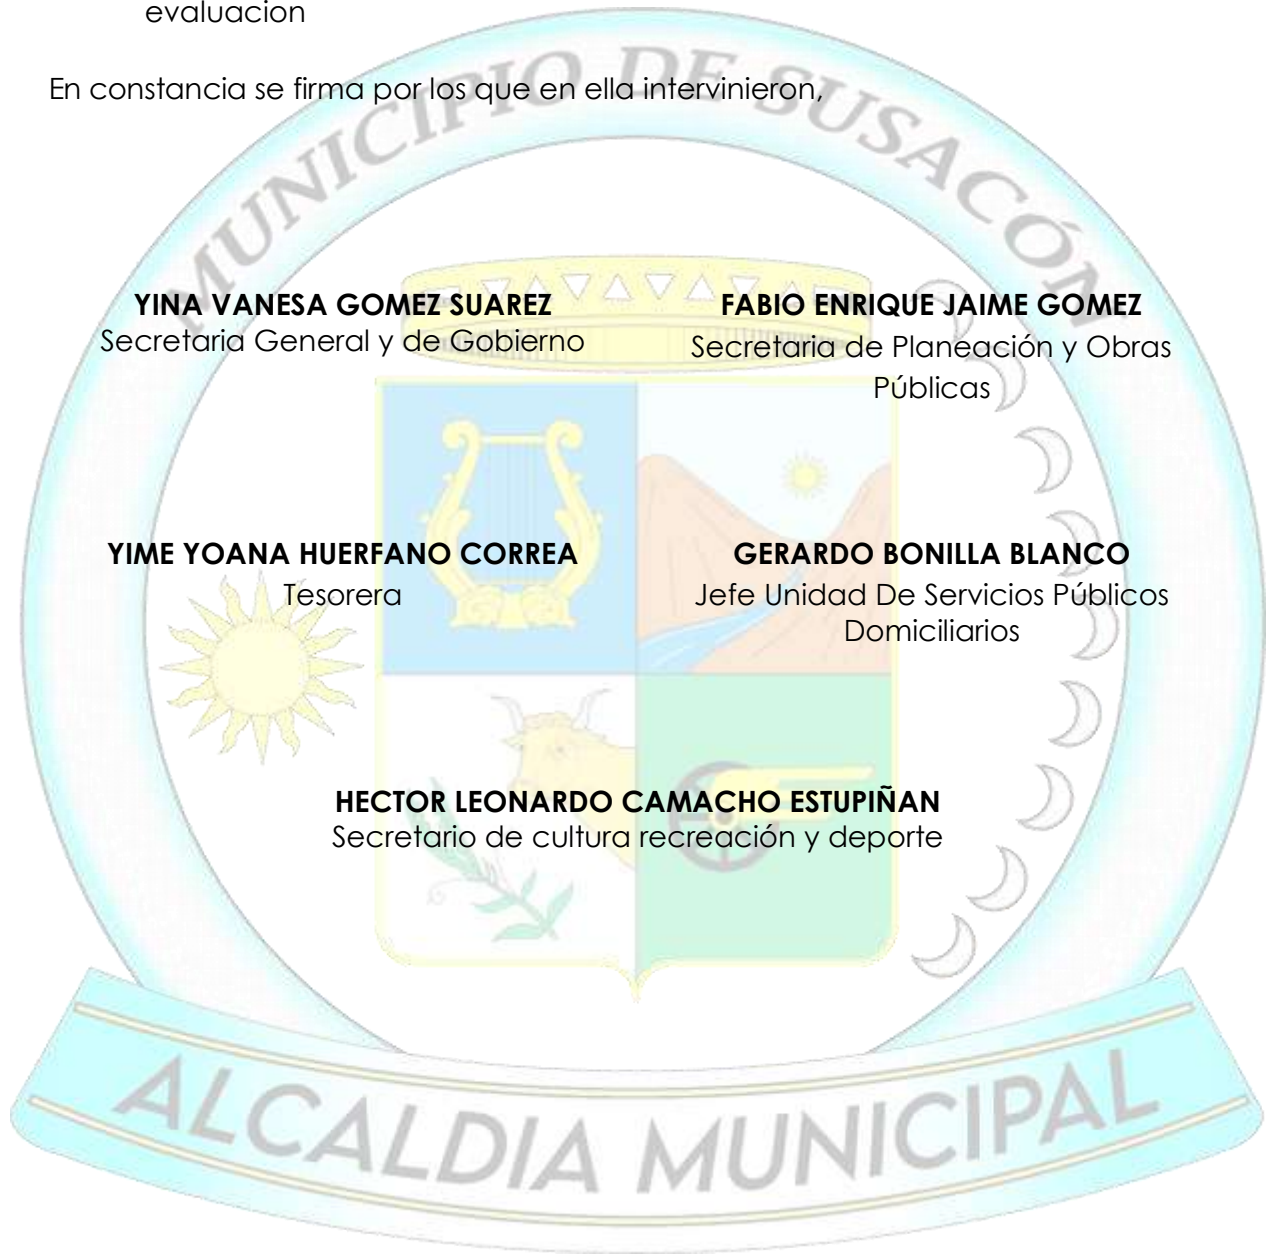 evaluacion
En constancia se firma por los que en ella intervinieron,
MUNICIPIO DE SUSACÓN
YINA VANESA GOMEZ SUAREZ
Secretaria General y de Gobierno
FABIO ENRIQUE JAIME GOMEZ
Secretaria de Planeación y Obras
Públicas
YIME YOANA HUERFANO CORREA
Tesorera
GERARDO BONILLA BLANCO
Jefe Unidad De Servicios Públicos
Domiciliarios
HECTOR LEONARDO CAMACHO ESTUPIÑAN
Secretario de cultura recreación y deporte
ALCALDIA MUNICIPAL